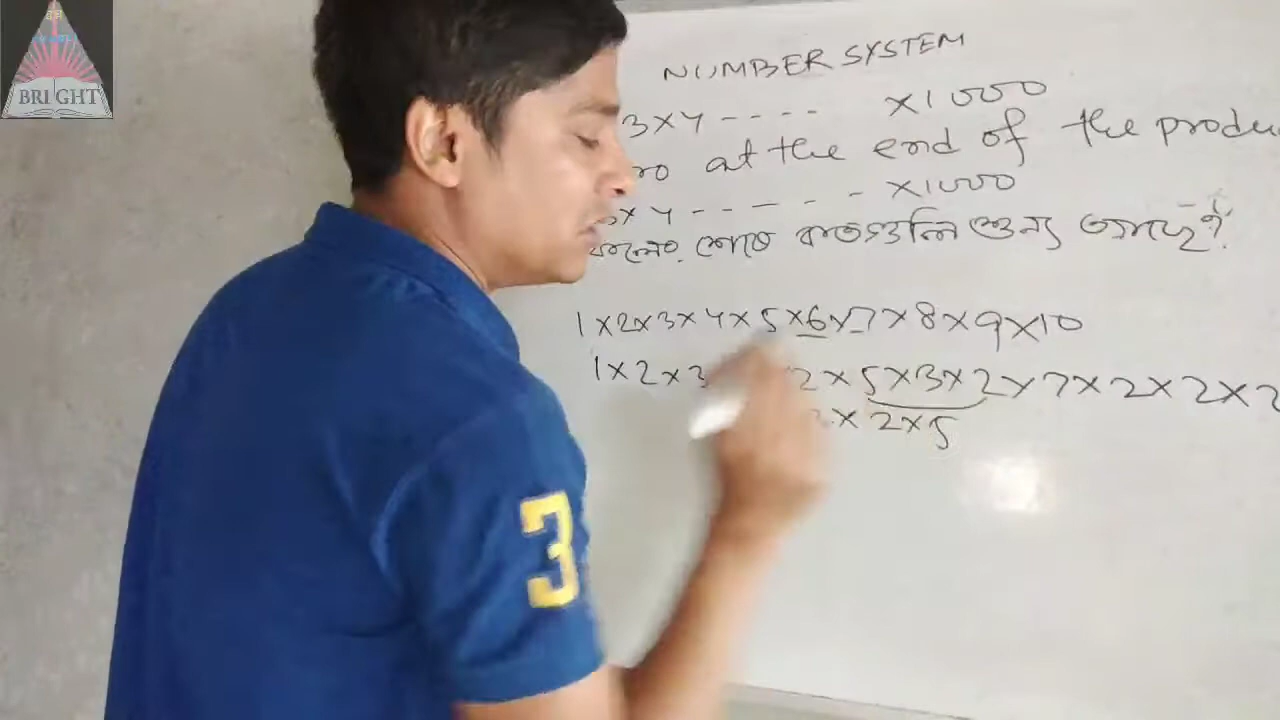 BRIGHT
NUMBER SYSTEM
3×4 - - - - ×1000
at the end of the
×4 - - - - - - ×1000
শেষে কতগুলি শুন্য আছে?
1×2×3×4×5×6×7×8×9×10
1×2×3 2×5×3×2×7×2×2×2
2×2×5
3